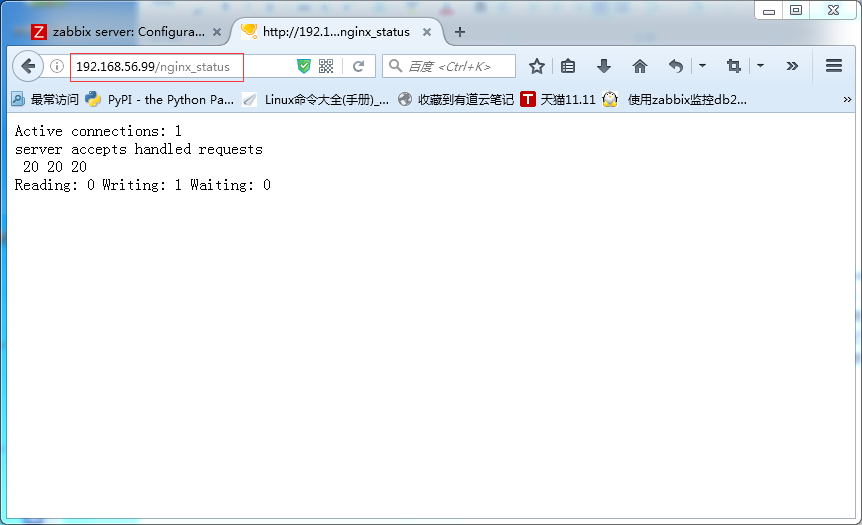 zabbix server: Configura...
http://192.1...nginx_status
192.168.56.99/nginx_status
百度 <Ctrl+K>
最常访问 PyPI - the Python Pa... Linux命令大全(手册)_... 收藏到有道云笔记 T 天猫11.11 使用zabbix监控db2...
Active connections: 1
server accepts handled requests
20 20 20
Reading: 0 Writing: 1 Waiting: 0